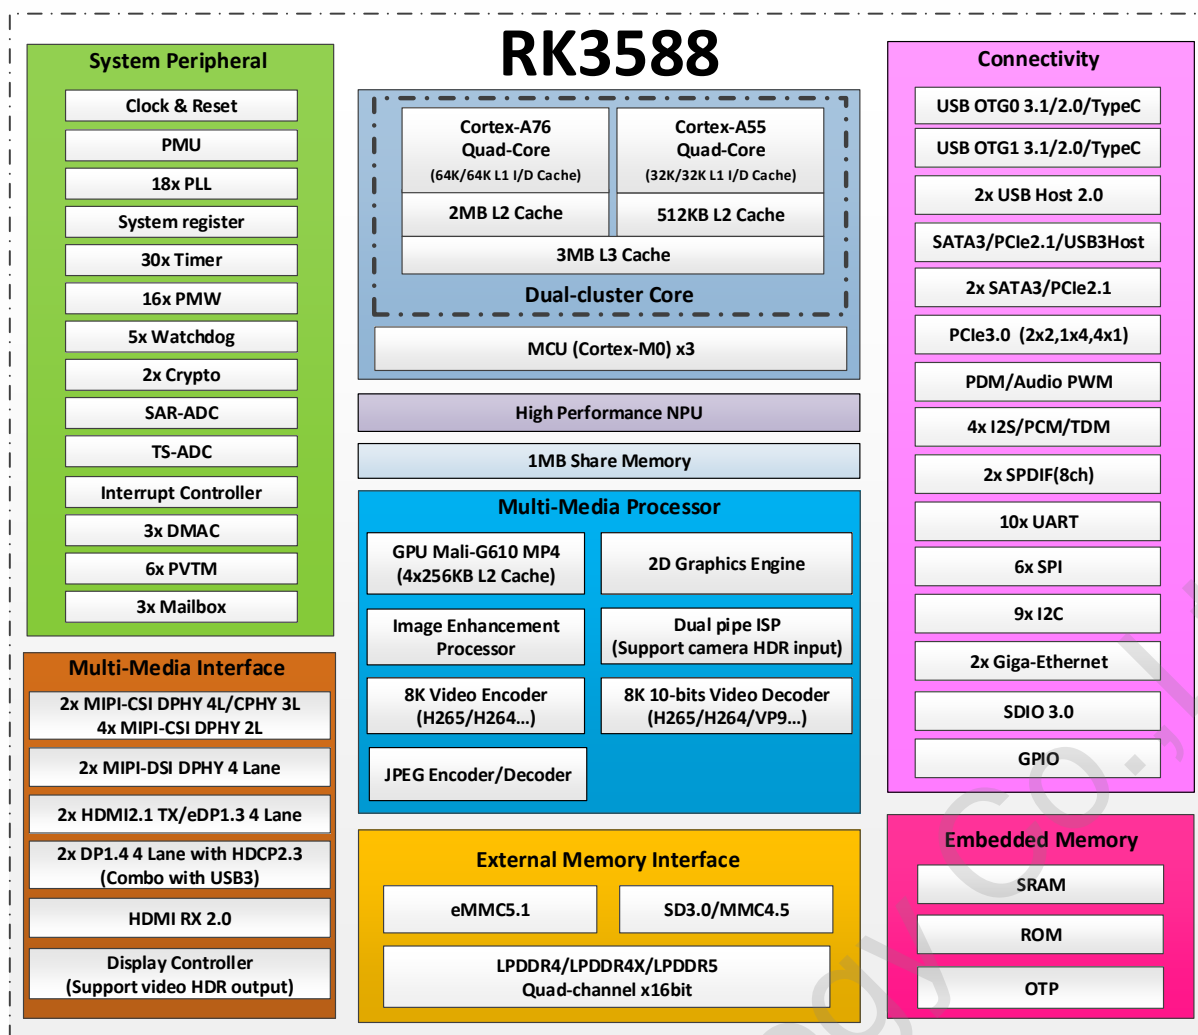 RK3588
System Peripheral
Clock & Reset
PMU
18x PLL
System register
30x Timer
16x PMW
5x Watchdog
2x Crypto
SAR-ADC
TS-ADC
Interrupt Controller
3x DMAC
6x PVTM
3x Mailbox
Multi-Media Interface
2x MIPI-CSI DPHY 4L/CPHY 3L
4x MIPI-CSI DPHY 2L
2x MIPI-DSI DPHY 4 Lane
2x HDMI2.1 TX/eDP1.3 4 Lane
2x DP1.4 4 Lane with HDCP2.3
(Combo with USB3)
HDMI RX 2.0
Display Controller
(Support video HDR output)
Cortex-A76
Quad-Core
(64K/64K L1 I/D Cache)
2MB L2 Cache
Cortex-A55
Quad-Core
(32K/32K L1 I/D Cache)
512KB L2 Cache
3MB L3 Cache
Dual-cluster Core
MCU (Cortex-M0) x3
High Performance NPU
1MB Share Memory
Multi-Media Processor
GPU Mali-G610 MP4
(4x256KB L2 Cache)
2D Graphics Engine
Image Enhancement
Processor
Dual pipe ISP
(Support camera HDR input)
8K Video Encoder
(H265/H264...)
8K 10-bits Video Decoder
(H265/H264/VP9...)
JPEG Encoder/Decoder
External Memory Interface
eMMC5.1
SD3.0/MMC4.5
LPDDR4/LPDDR4X/LPDDR5
Quad-channel x16bit
Connectivity
USB OTG0 3.1/2.0/TypeC
USB OTG1 3.1/2.0/TypeC
2x USB Host 2.0
SATA3/PCIe2.1/USB3Host
2x SATA3/PCIe2.1
PCIe3.0 (2x2,1x4,4x1)
PDM/Audio PWM
4x I2S/PCM/TDM
2x SPDIF(8ch)
10x UART
6x SPI
9x I2C
2x Giga-Ethernet
SDIO 3.0
GPIO
Embedded Memory
SRAM
ROM
OTP